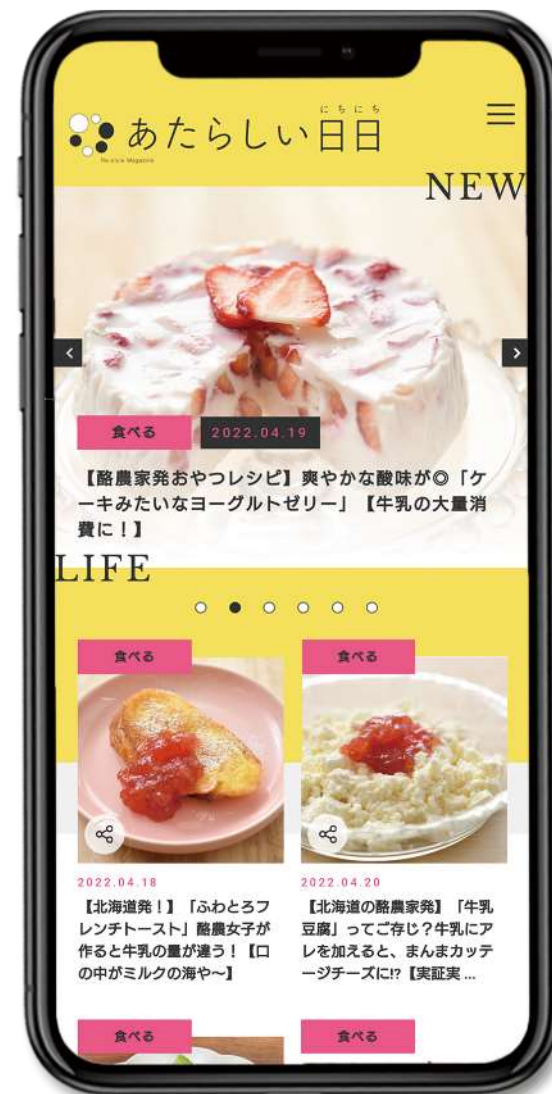 にちにち
あたらしい日日
Re-style Magazine
NEW
食べる
2022.04.19
【酪農家発おやつレシピ】爽やかな酸味が◎「ケ
ーキみたいなヨーグルトゼリー」【牛乳の大量消
費に！】
LIFE
食べる
食べる
2022.04.18
【北海道発！】「ふわとろフ
レンチトースト」酪農女子が
作ると牛乳の量が違う！【口
の中がミルクの海や〜】
2022.04.20
【北海道の酪農家発】「牛乳
豆腐」ってご存じ？牛乳にア
レを加えると、まんまカッテ
ージチーズに!?【実証実 ...
食べる
食べる